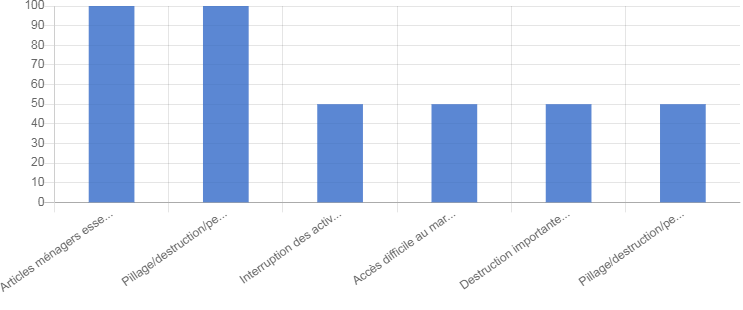 100
90
80
70
60
50
40
30
20
10
0
Articles ménagers esse...
Pillage/destruction/pe...
Interruption des activ...
Accès difficile au mar...
Destruction importante...
Pillage/destruction/pe...